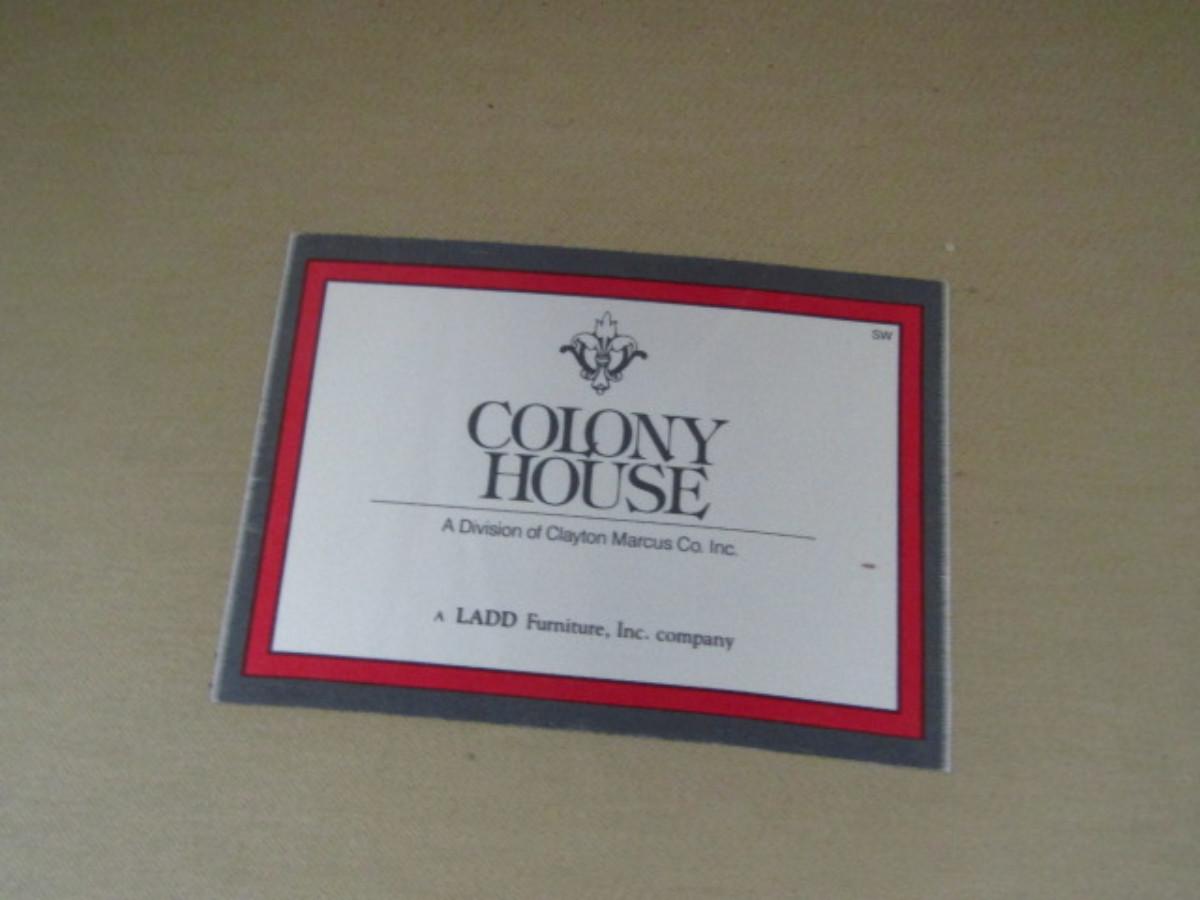 SW
COLONY
HOUSE
A Division of Clayton Marcus Co. Inc.
A LADD Furniture, Inc. company